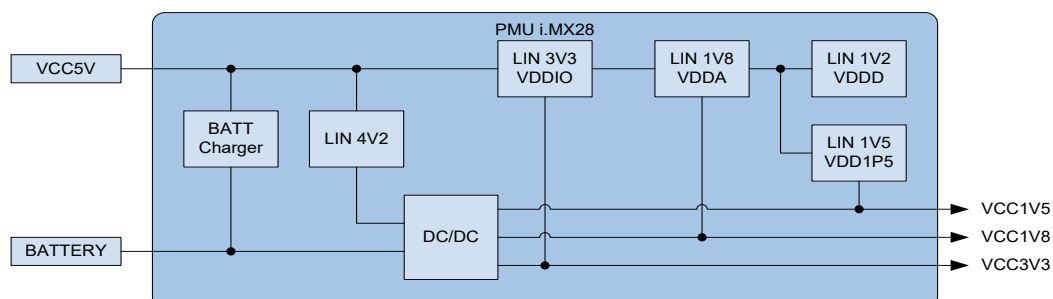 PMU i.MX28
VCC5V
LIN 3V3
VDDIO
LIN 1V8
VDDA
LIN 1V2
VDDD
BATT
Charger
LIN 4V2
LIN 1V5
VDD1P5
DC/DC
VCC1V5
VCC1V8
BATTERY
VCC3V3